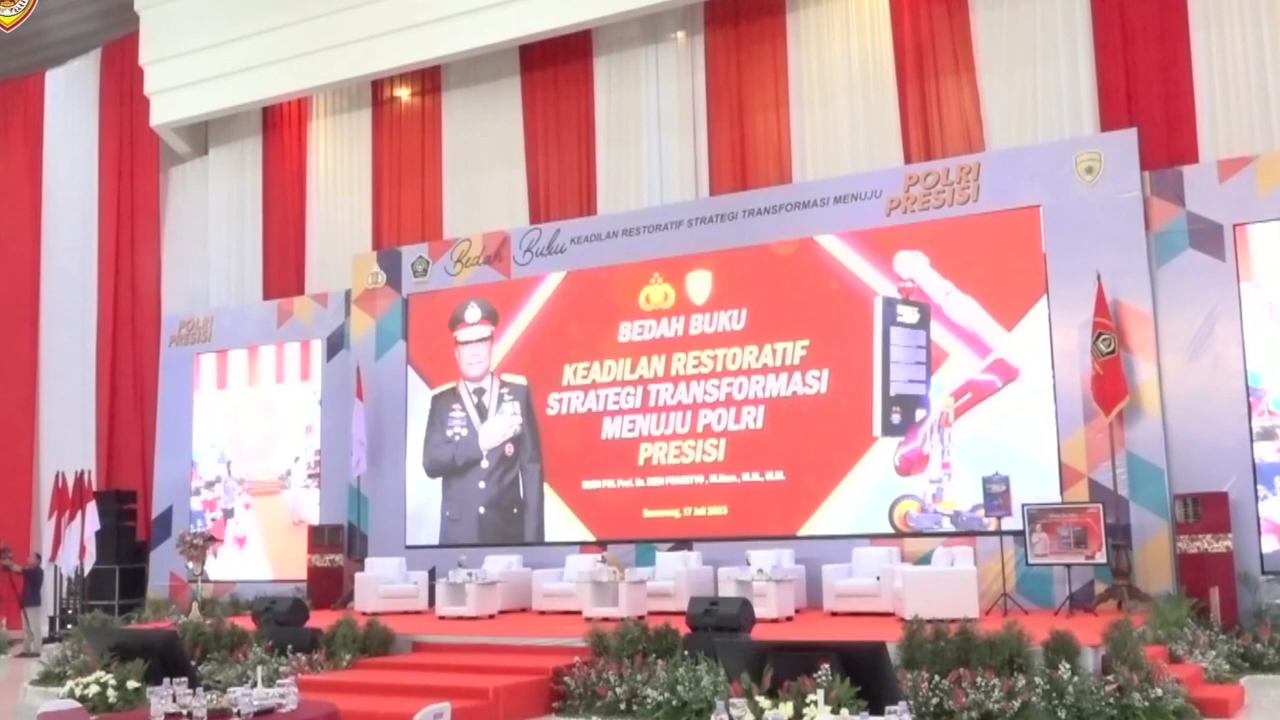 Bedah Buku KEADILAN RESTORATIF STRATEGI TRANSFORMASI MENUJU
POLRI
PRESISI
POLRI
PRESISI
BEDAH BUKU
KEADILAN RESTORATIF
STRATEGI TRANSFORMASI
MENUJU POLRI
PRESISI
Semarang, 17 Juli 2023